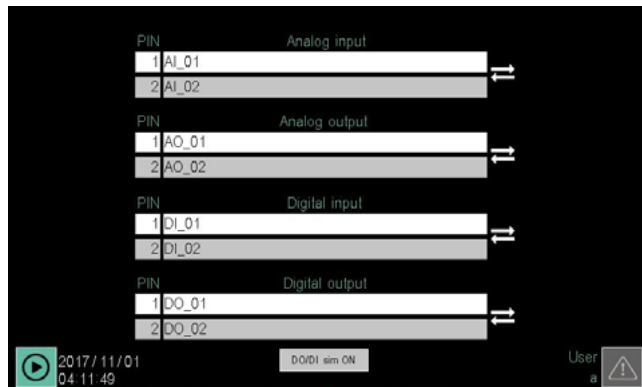 PIN Analog input
1 AI_01
2 AI_02
PIN Analog output
1 AO_01
2 AO_02
PIN Digital input
1 DI_01
2 DI_02
PIN Digital output
1 DO_01
2 DO_02
2017/11/01 DO/DI sim ON User
04:11:49 a